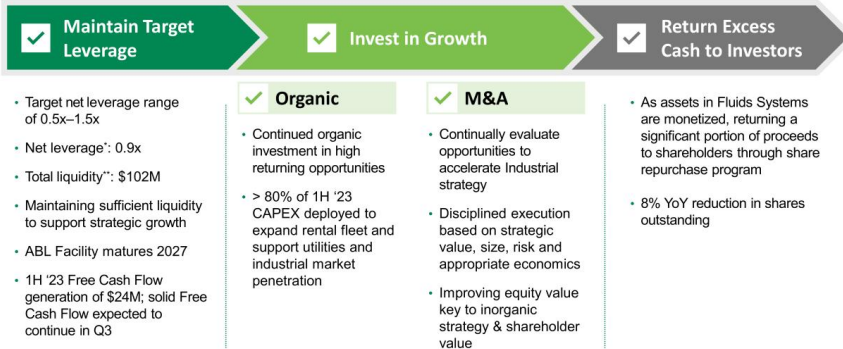 Maintain Target
Leverage
Invest in Growth
Return Excess
Cash to Investors
• Target net leverage range
of 0.5x–1.5x
• Net leverage*: 0.9x
• Total liquidity**: $102M
• Maintaining sufficient liquidity
to support strategic growth
• ABL Facility matures 2027
• 1H ‘23 Free Cash Flow
generation of $24M; solid Free
Cash Flow expected to
continue in Q3
Organic
• Continued organic
investment in high
returning opportunities
• > 80% of 1H ‘23
CAPEX deployed to
expand rental fleet and
support utilities and
industrial market
penetration
M&A
• Continually evaluate
opportunities to
accelerate Industrial
strategy
• Disciplined execution
based on strategic
value, size, risk and
appropriate economics
• Improving equity value
key to inorganic
strategy & shareholder
value
• As assets in Fluids Systems
are monetized, returning a
significant portion of proceeds
to shareholders through share
repurchase program
• 8% YoY reduction in shares
outstanding